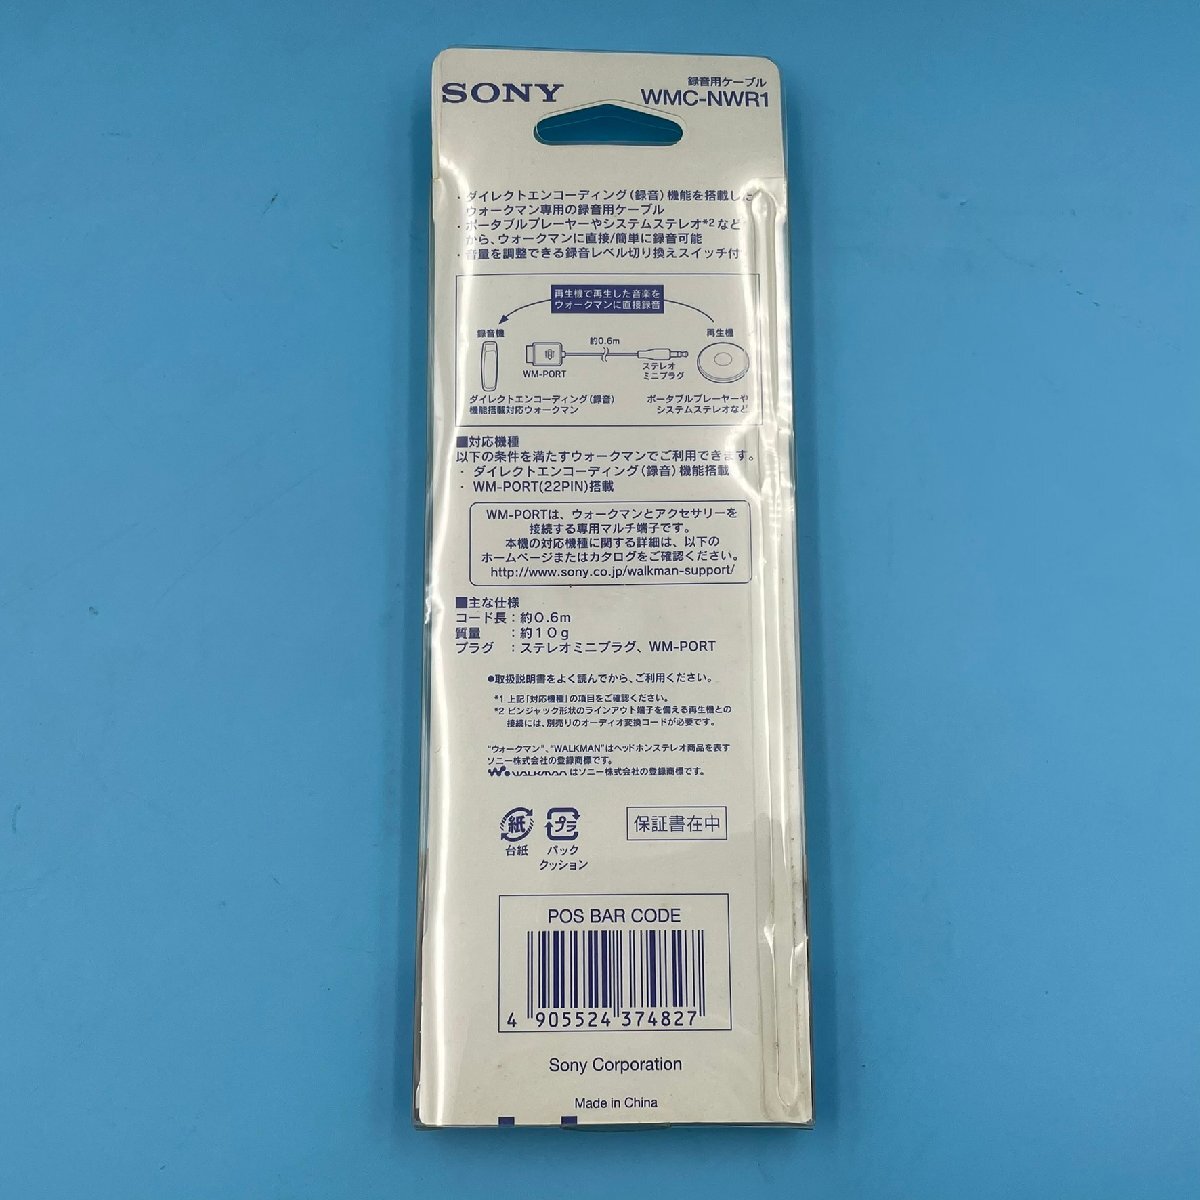 SONY
録音用ケーブル
WMC-NWR1
・ダイレクトエンコーディング(録音)機能を搭載した
ウォークマン専用の録音用ケーブル
・ポータブルプレーヤーやシステムステレオ*2など
から、ウォークマンに直接/簡単に録音可能
・音量を調整できる録音レベル切り換えスイッチ付
再生機で再生した音楽を
ウォークマンに直接録音
録音機
再生機
約0.6m
WM-PORT
ステレオ
ミニプラグ
ダイレクトエンコーディング(録音)
機能搭載対応ウォークマン
ポータブルプレーヤーや
システムステレオなど
■対応機種
以下の条件を満たすウォークマンでご利用できます。
・ ダイレクトエンコーディング(録音)機能搭載
・ WM-PORT(22PIN)搭載
WM-PORTは、ウォークマンとアクセサリーを
接続する専用マルチ端子です。
本機の対応機種に関する詳細は、以下の
ホームページまたはカタログをご確認ください。
http://www.sony.co.jp/walkman-support/
■主な仕様
コード長：約0.6m
質量　　：約10g
プラグ　：ステレオミニプラグ、WM-PORT
●取扱説明書をよく読んでから、ご利用ください。
*1 上記「対応機種」の項目をご確認ください。
*2 ピンジャック形状のラインアウト端子を備える再生機との
接続には、別売りのオーディオ変換コードが必要です。
"ウォークマン"、"WALKMAN"はヘッドホンステレオ商品を表す
ソニー株式会社の登録商標です。
WALKMAN はソニー株式会社の登録商標です。
紙
プラ
台紙
パック
クッション
保証書在中
POS BAR CODE
4 905524 374827
Sony Corporation
Made in China